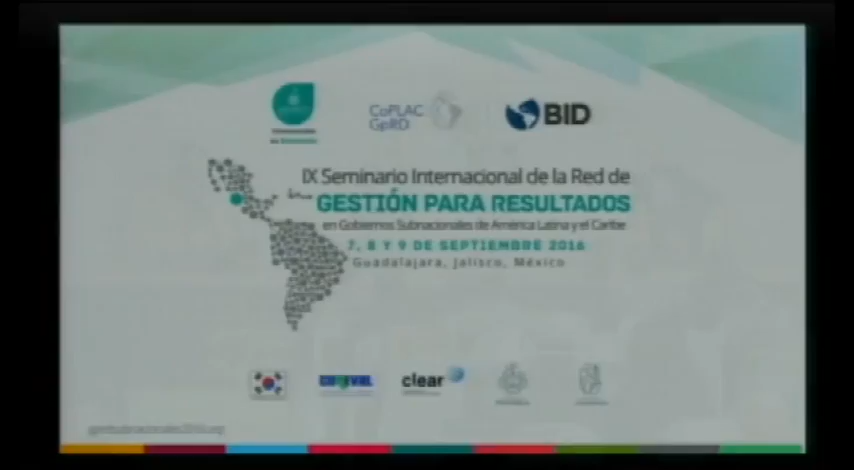 CoPLAC
GpRD
BID
IX Seminario Internacional de la Red de
GESTIÓN PARA RESULTADOS
en Gobiernos Subnacionales de América Latina y el Caribe
7, 8 Y 9 DE SEPTIEMBRE 2016
Guadalajara, Jalisco, México
clear